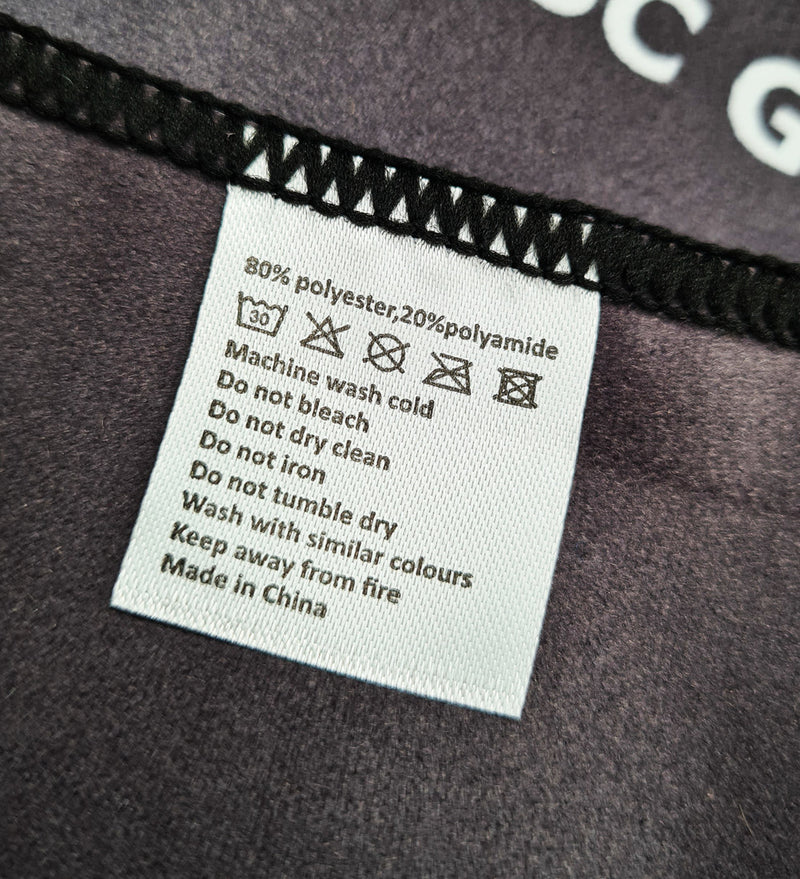 C G
80% polyester,20%polyamide
30
Machine wash cold
Do not bleach
Do not dry clean
Do not iron
Do not tumble dry
Wash with similar colours
Keep away from fire
Made in China